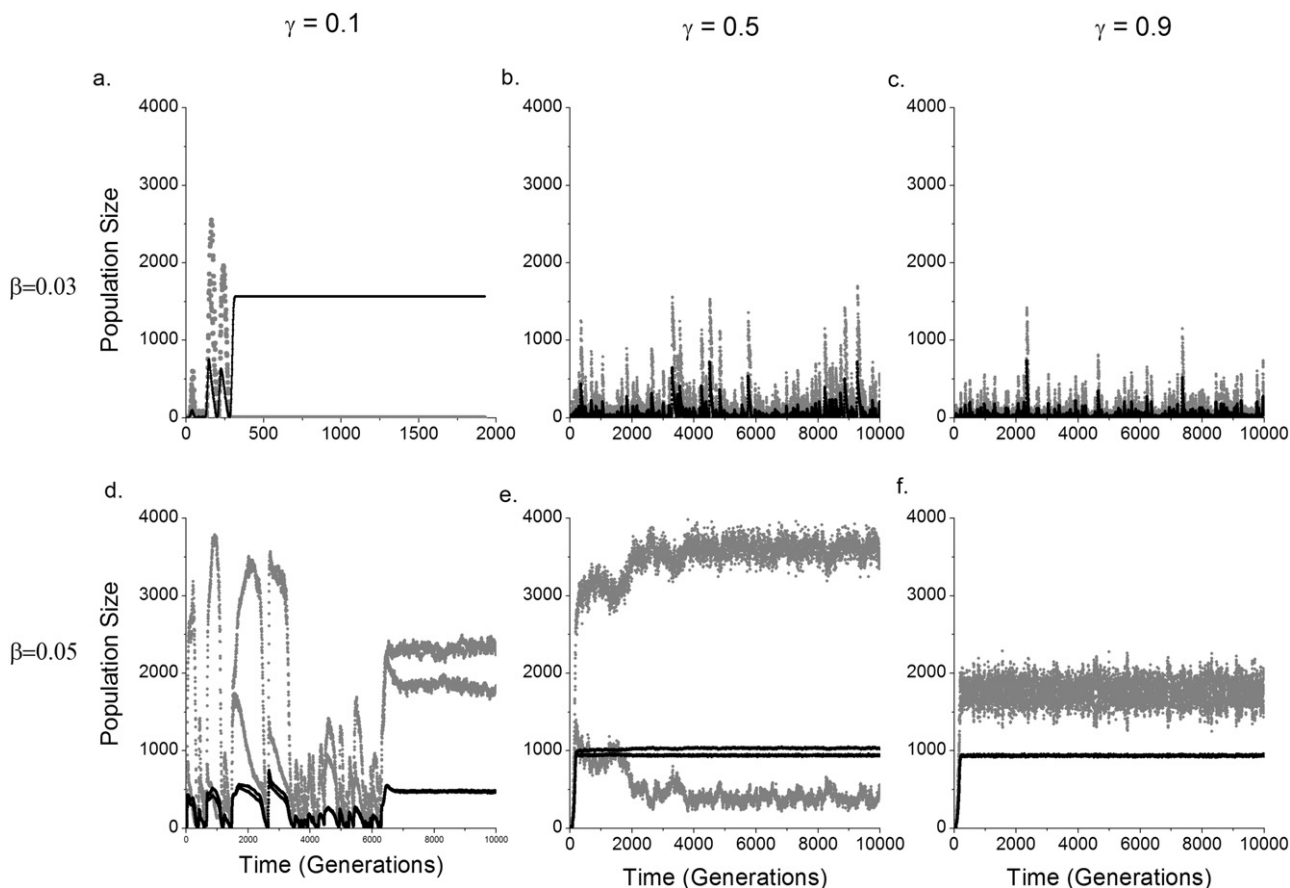 γ = 0.1 γ = 0.5 γ = 0.9
a. b. c.
4000 4000 4000
3000 3000 3000
2000 2000 2000
1000 1000 1000
0 0 0
β=0.03
Population Size
0 500 1000 1500 2000 0 2000 4000 6000 8000 10000 0 2000 4000 6000 8000 10000
d. e. f.
4000 4000 4000
3000 3000 3000
2000 2000 2000
1000 1000 1000
0 0 0
β=0.05
Population Size
0 2000 4000 6000 8000 10000 0 2000 4000 6000 8000 10000 0 2000 4000 6000 8000 10000
Time (Generations) Time (Generations) Time (Generations)